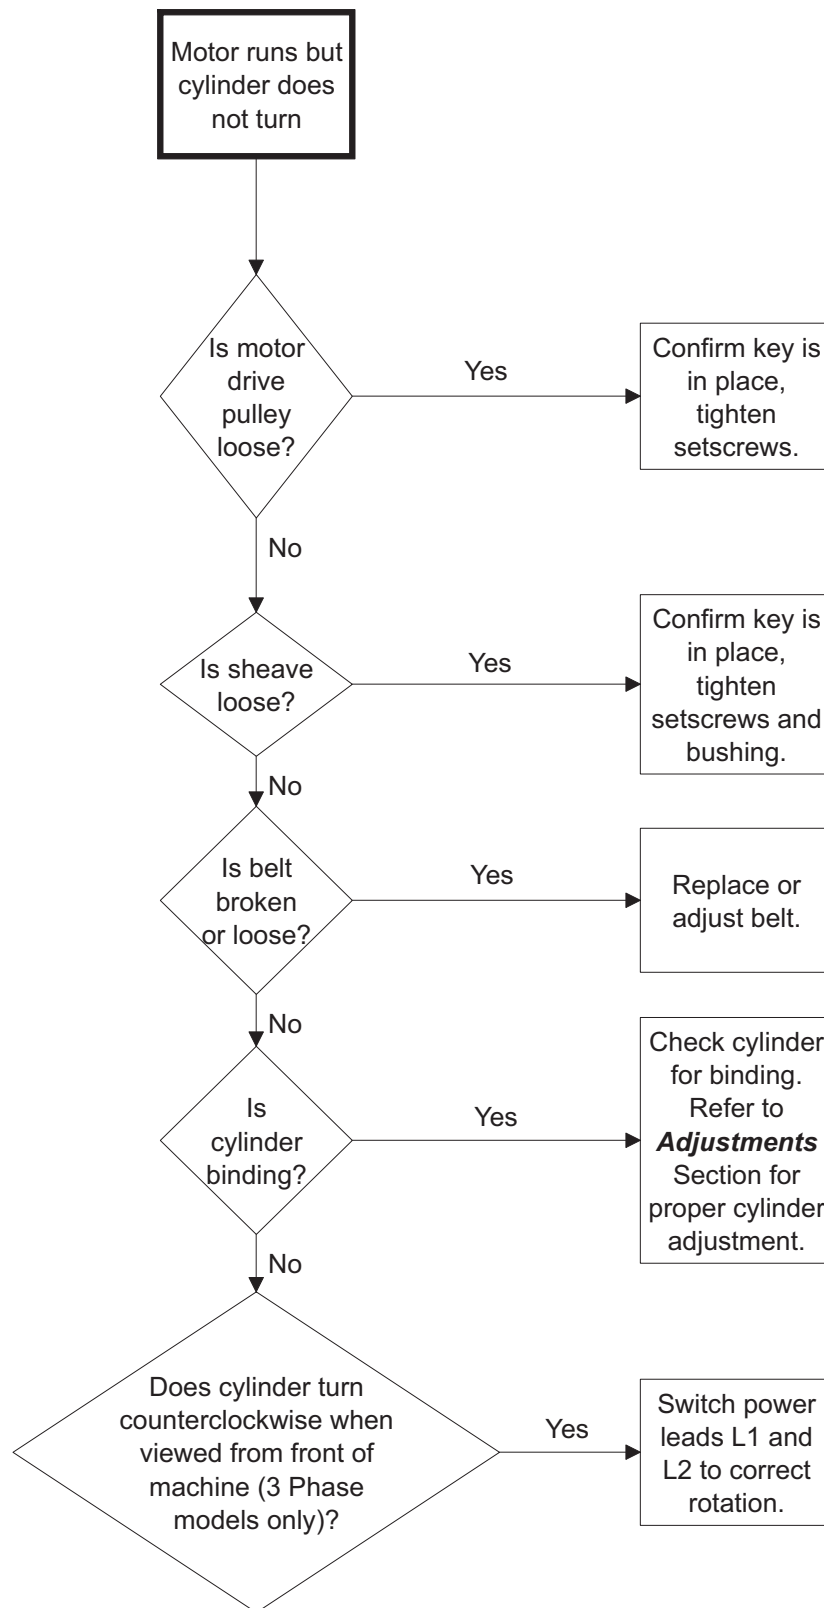 Motor runs but
cylinder does
not turn
Is motor
drive
pulley
loose?
Yes
Confirm key is
in place,
tighten
setscrews.
No
Is sheave
loose?
Yes
Confirm key is
in place,
tighten
setscrews and
bushing.
No
Is belt
broken
or loose?
Yes
Replace or
adjust belt.
No
Is
cylinder
binding?
Yes
Check cylinder
for binding.
Refer to
Adjustments
Section for
proper cylinder
adjustment.
No
Does cylinder turn
counterclockwise when
viewed from front of
machine (3 Phase
models only)?
Yes
Switch power
leads L1 and
L2 to correct
rotation.